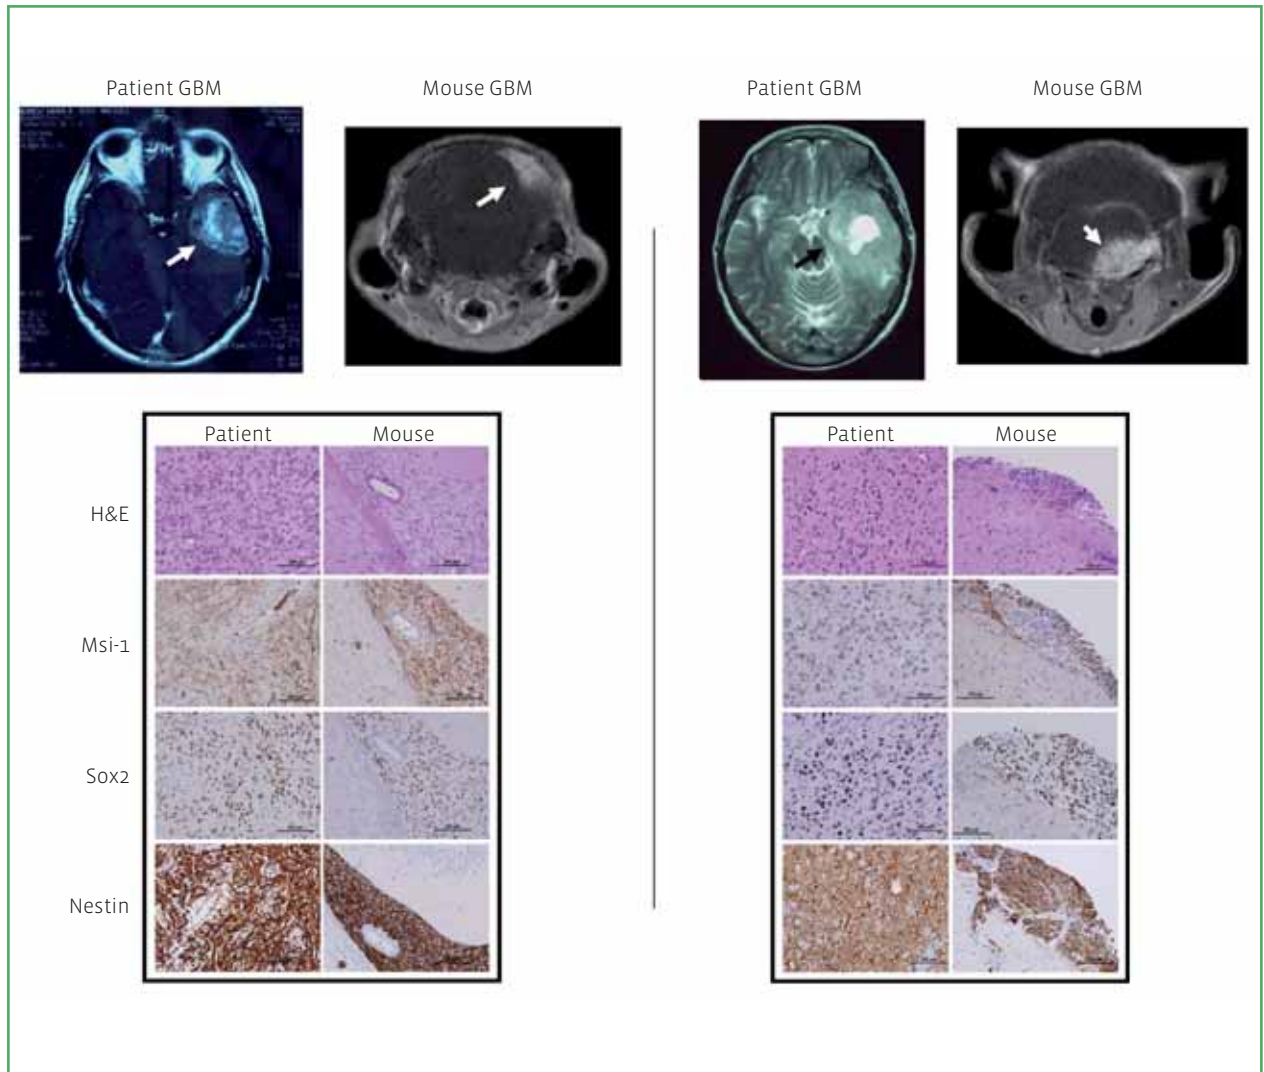 Patient GBM Mouse GBM Patient GBM Mouse GBM
Patient Mouse Patient Mouse
H&E
Msi-1
Sox2
Nestin